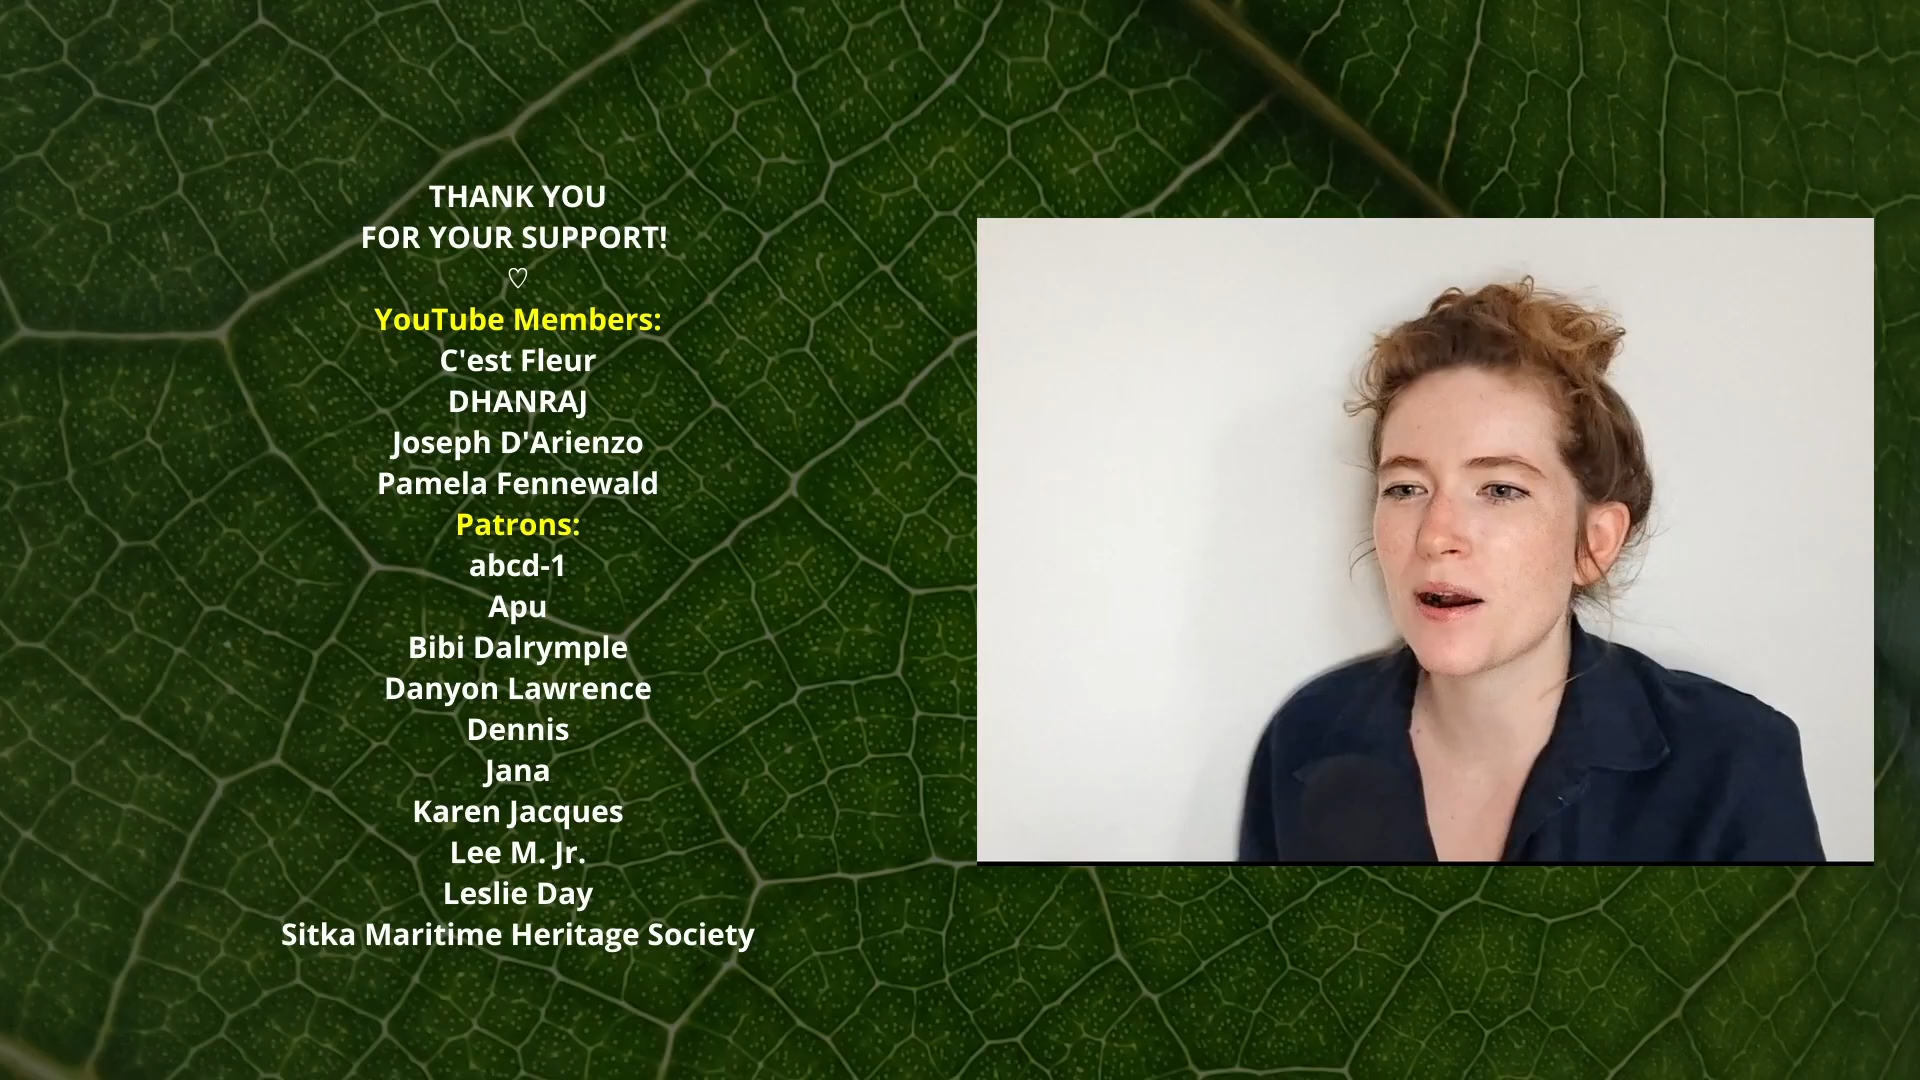 THANK YOU
FOR YOUR SUPPORT!
♡
YouTube Members:
C'est Fleur
DHANRAJ
Joseph D'Arienzo
Pamela Fennewald
Patrons:
abcd-1
Apu
Bibi Dalrymple
Danyon Lawrence
Dennis
Jana
Karen Jacques
Lee M. Jr.
Leslie Day
Sitka Maritime Heritage Society